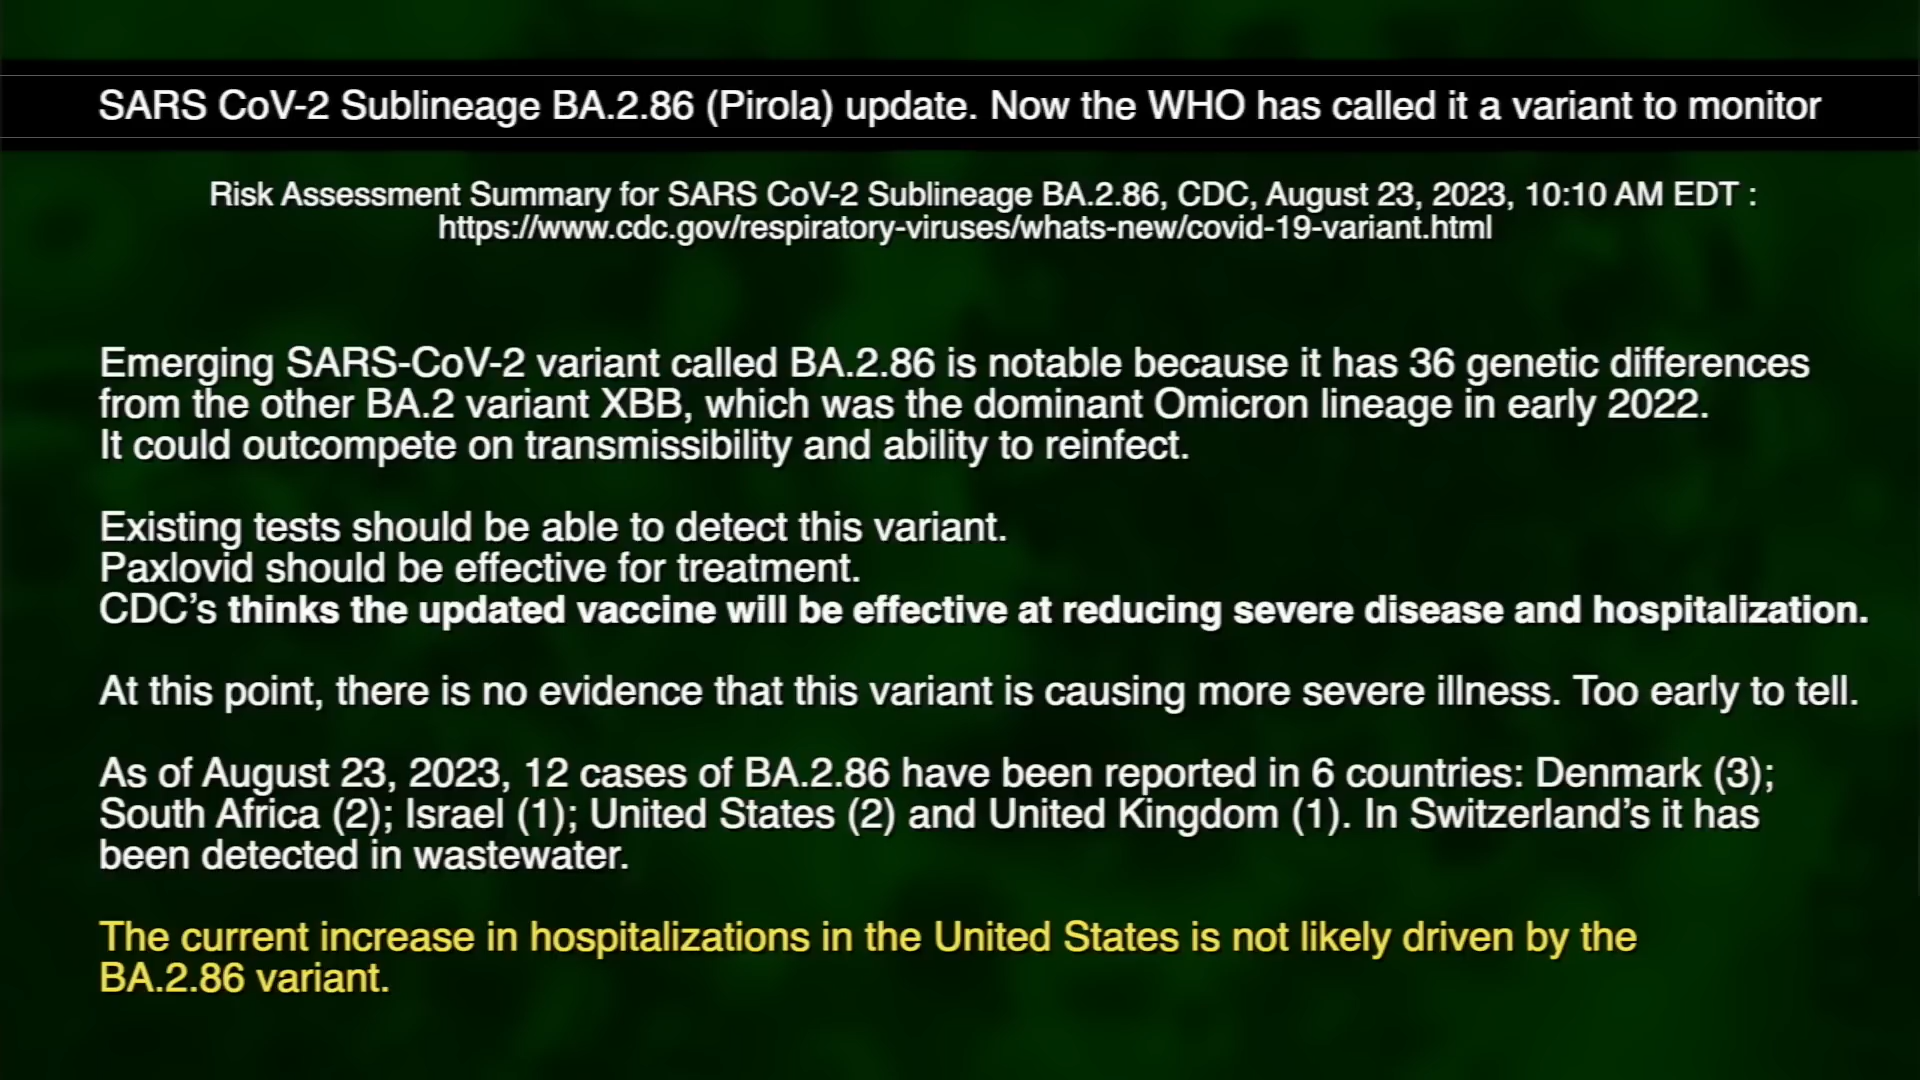 SARS CoV-2 Sublineage BA.2.86 (Pirola) update. Now the WHO has called it a variant to monitor
Risk Assessment Summary for SARS CoV-2 Sublineage BA.2.86, CDC, August 23, 2023, 10:10 AM EDT :
https://www.cdc.gov/respiratory-viruses/whats-new/covid-19-variant.html
Emerging SARS-CoV-2 variant called BA.2.86 is notable because it has 36 genetic differences
from the other BA.2 variant XBB, which was the dominant Omicron lineage in early 2022.
It could outcompete on transmissibility and ability to reinfect.
Existing tests should be able to detect this variant.
Paxlovid should be effective for treatment.
CDC’s thinks the updated vaccine will be effective at reducing severe disease and hospitalization.
At this point, there is no evidence that this variant is causing more severe illness. Too early to tell.
As of August 23, 2023, 12 cases of BA.2.86 have been reported in 6 countries: Denmark (3);
South Africa (2); Israel (1); United States (2) and United Kingdom (1). In Switzerland’s it has
been detected in wastewater.
The current increase in hospitalizations in the United States is not likely driven by the
BA.2.86 variant.